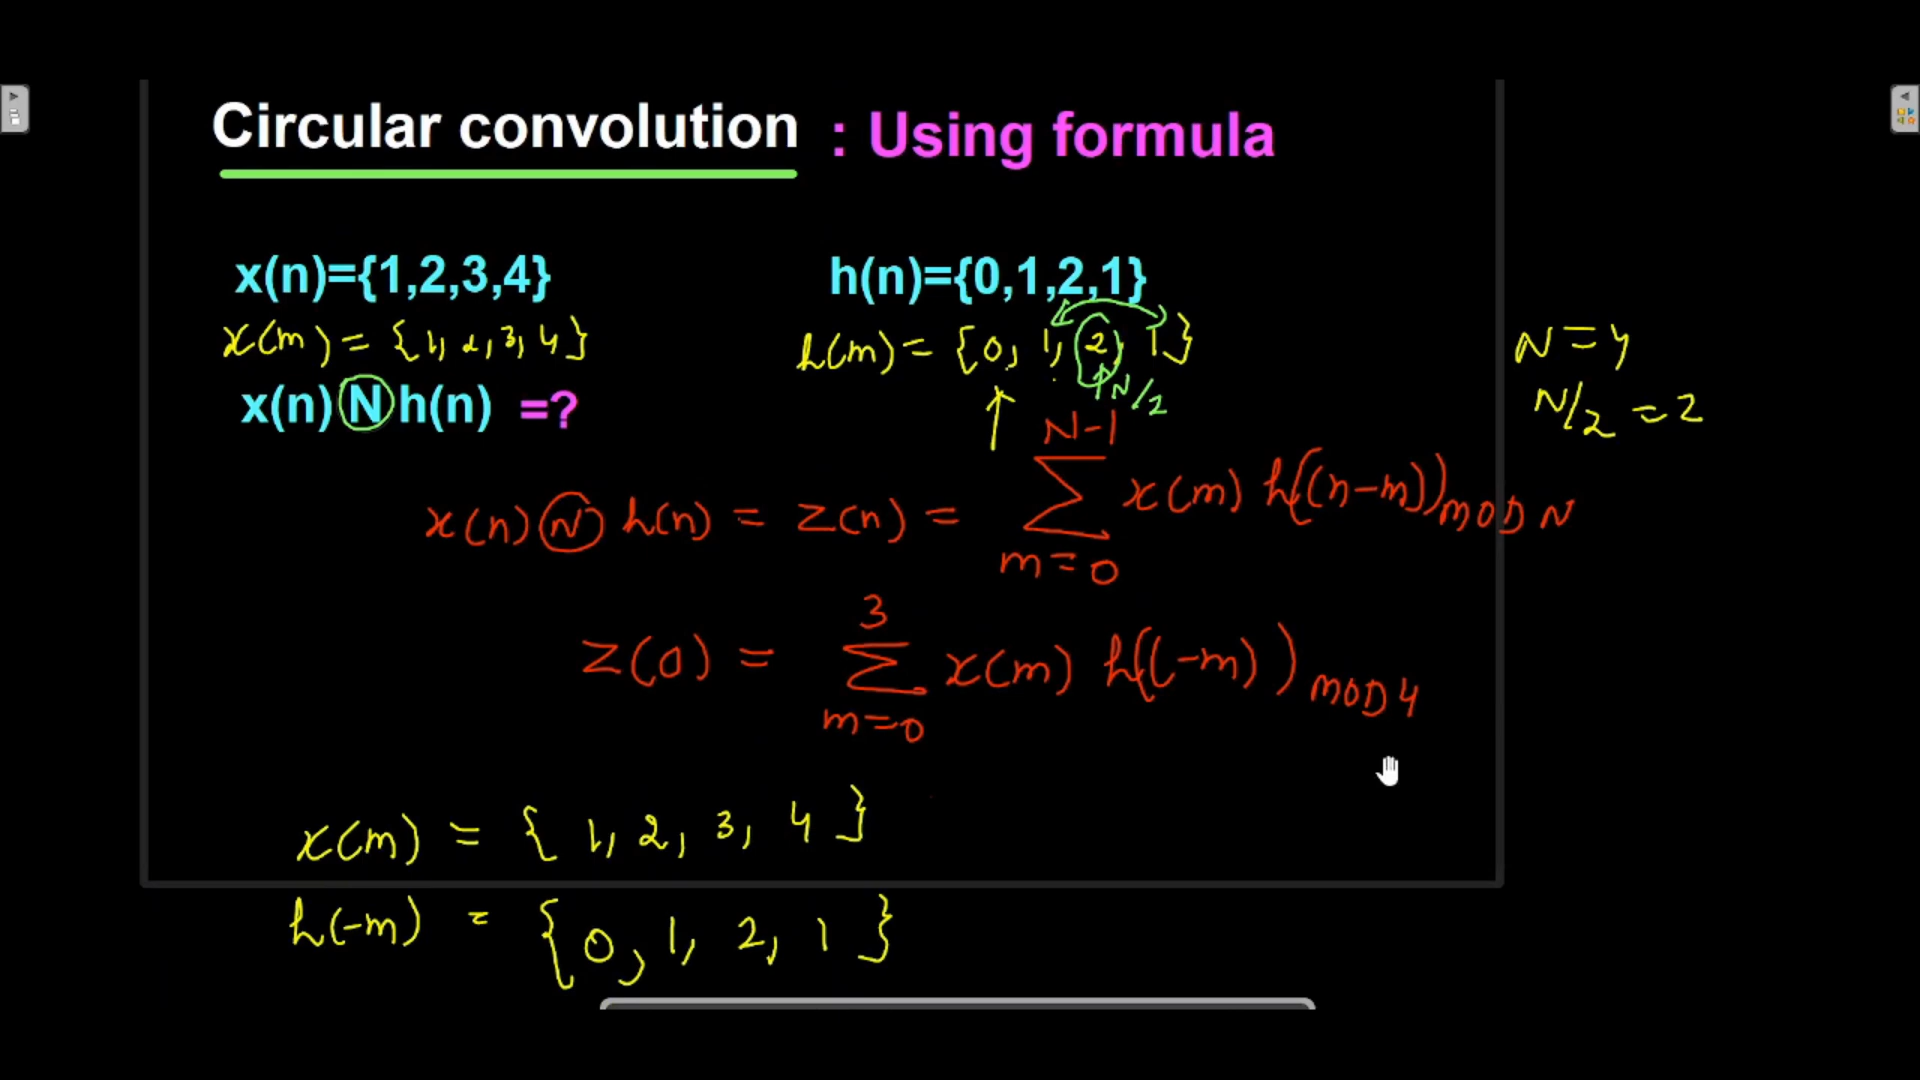 Circular convolution : Using formula
x(n)={1,2,3,4} h(n)={0,1,2,1}
x(m) = {1, 2, 3, 4} h(m) = {0, 1, 2, 1} N = 4
↑ ↑ N/2 N/2 = 2
x(n) Ⓝ h(n) =?
x(n) Ⓝ h(n) = z(n) = N-1 ∑ m=0 x(m) h((n-m)) MOD N
z(0) = 3 ∑ m=0 x(m) h((-m)) MOD 4
x(m) = { 1, 2, 3, 4 }
h(-m) = { 0, 1, 2, 1 }